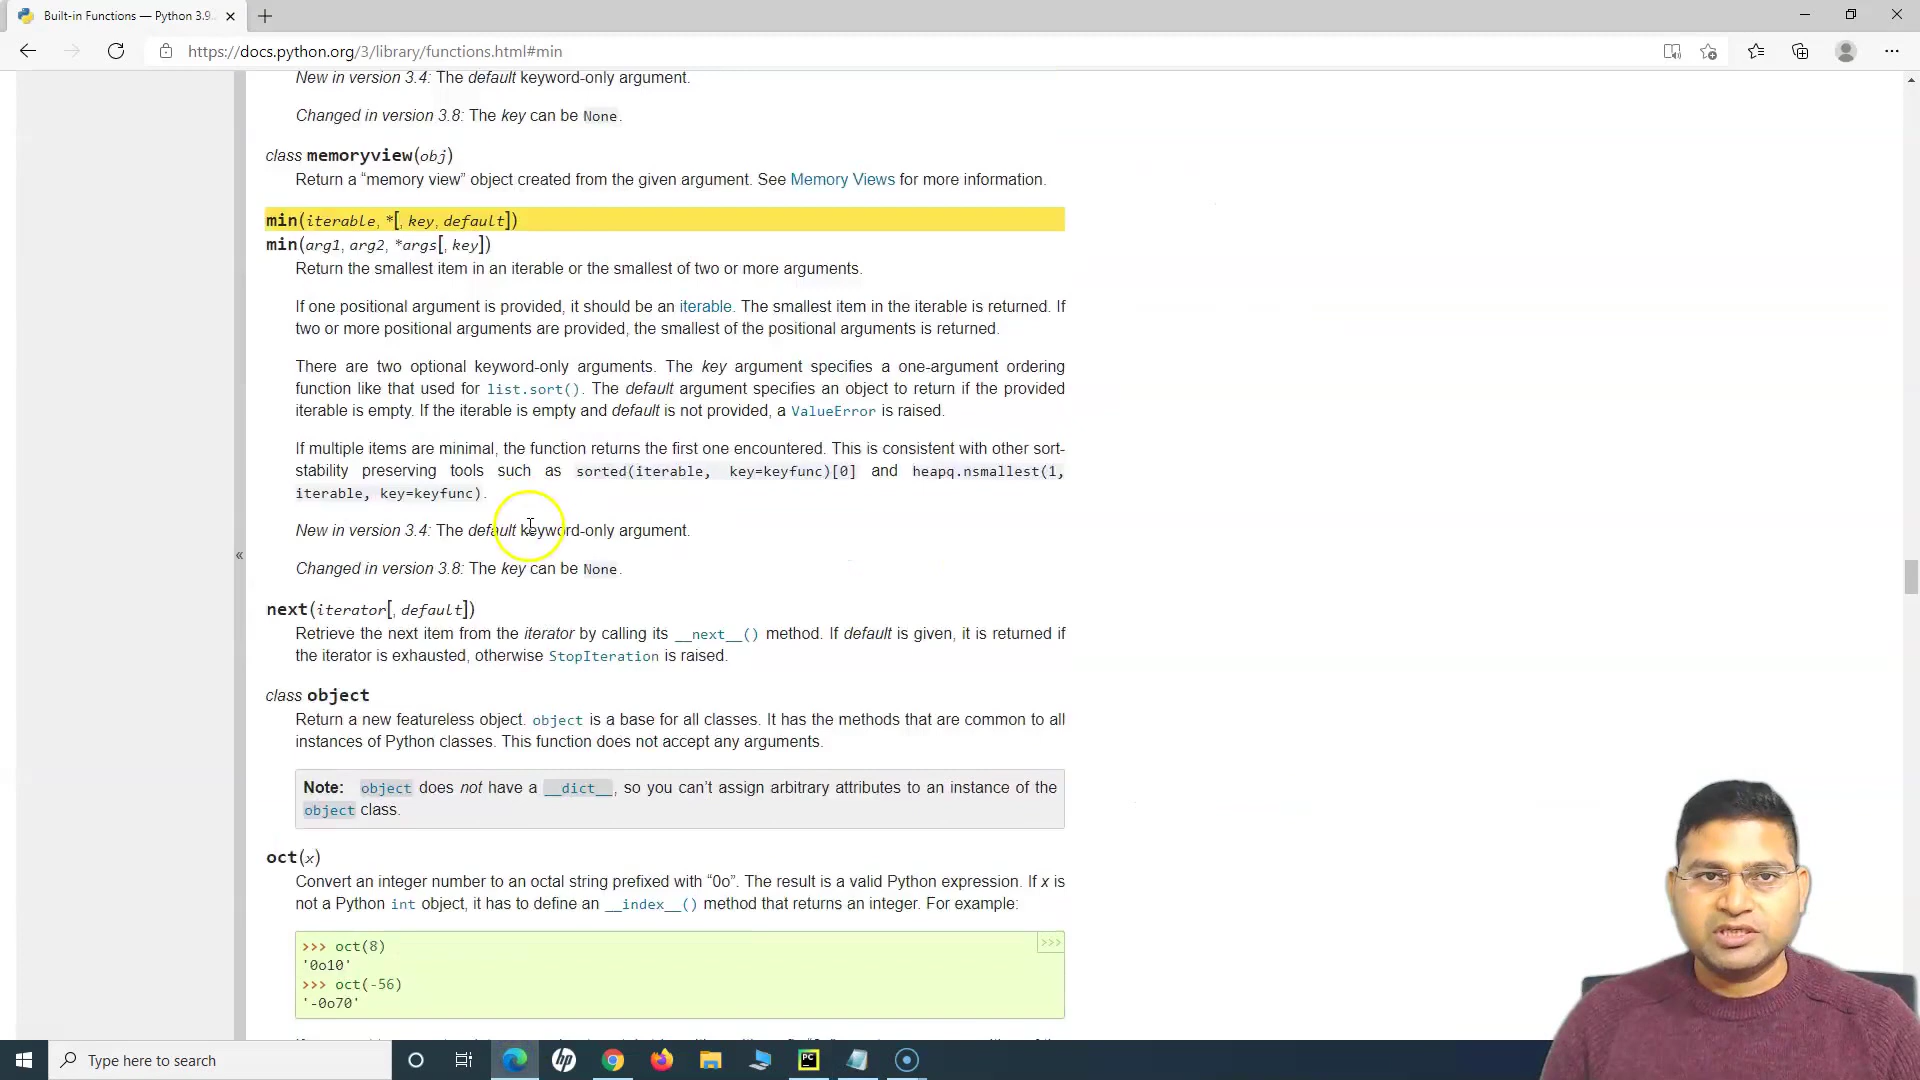 Built-in Functions — Python 3.9.
https://docs.python.org/3/library/functions.html#min
New in version 3.4: The default keyword-only argument.
Changed in version 3.8: The key can be None.
class memoryview(obj)
Return a “memory view” object created from the given argument. See Memory Views for more information.
min(iterable, *[, key, default])
min(arg1, arg2, *args[, key])
Return the smallest item in an iterable or the smallest of two or more arguments.
If one positional argument is provided, it should be an iterable. The smallest item in the iterable is returned. If
two or more positional arguments are provided, the smallest of the positional arguments is returned.
There are two optional keyword-only arguments. The key argument specifies a one-argument ordering
function like that used for list.sort(). The default argument specifies an object to return if the provided
iterable is empty. If the iterable is empty and default is not provided, a ValueError is raised.
If multiple items are minimal, the function returns the first one encountered. This is consistent with other sort-
stability preserving tools such as sorted(iterable, key=keyfunc)[0] and heapq.nsmallest(1,
iterable, key=keyfunc).
New in version 3.4: The default keyword-only argument.
«
Changed in version 3.8: The key can be None.
next(iterator[, default])
Retrieve the next item from the iterator by calling its __next__() method. If default is given, it is returned if
the iterator is exhausted, otherwise StopIteration is raised.
class object
Return a new featureless object. object is a base for all classes. It has the methods that are common to all
instances of Python classes. This function does not accept any arguments.
Note: object does not have a __dict__, so you can’t assign arbitrary attributes to an instance of the
object class.
oct(x)
Convert an integer number to an octal string prefixed with “0o”. The result is a valid Python expression. If x is
not a Python int object, it has to define an __index__() method that returns an integer. For example:
>>> oct(8) >>>
'0o10'
>>> oct(-56)
'-0o70'
Type here to search
hp
PC